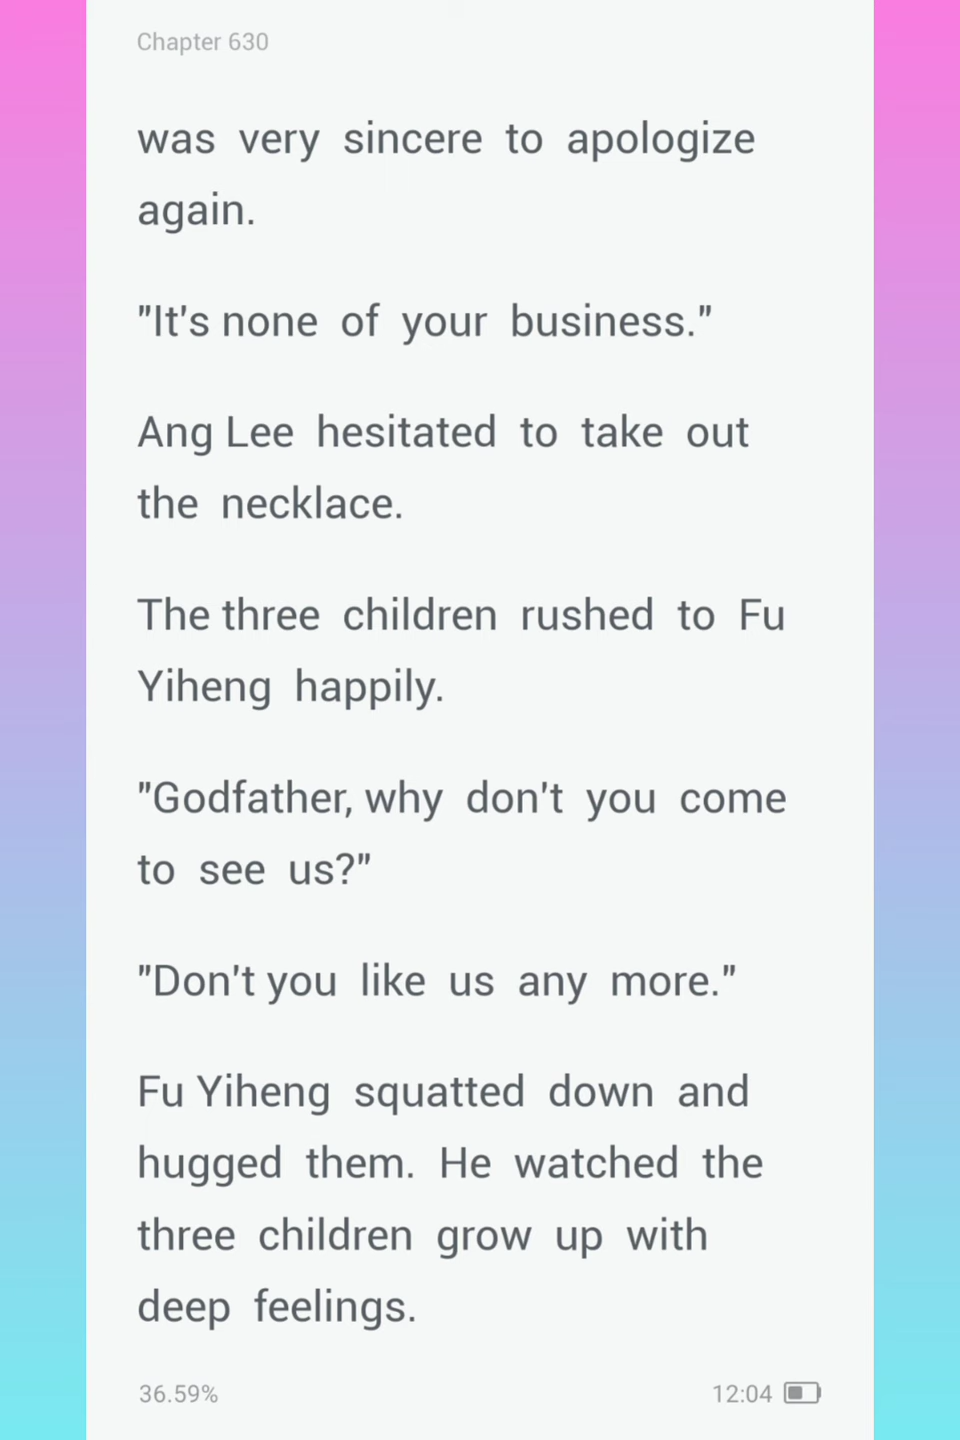 Chapter 630
was very sincere to apologize
again.
"It's none of your business."
Ang Lee hesitated to take out
the necklace.
The three children rushed to Fu
Yiheng happily.
"Godfather, why don't you come
to see us?"
"Don't you like us any more."
Fu Yiheng squatted down and
hugged them. He watched the
three children grow up with
deep feelings.
36.59% 12:04